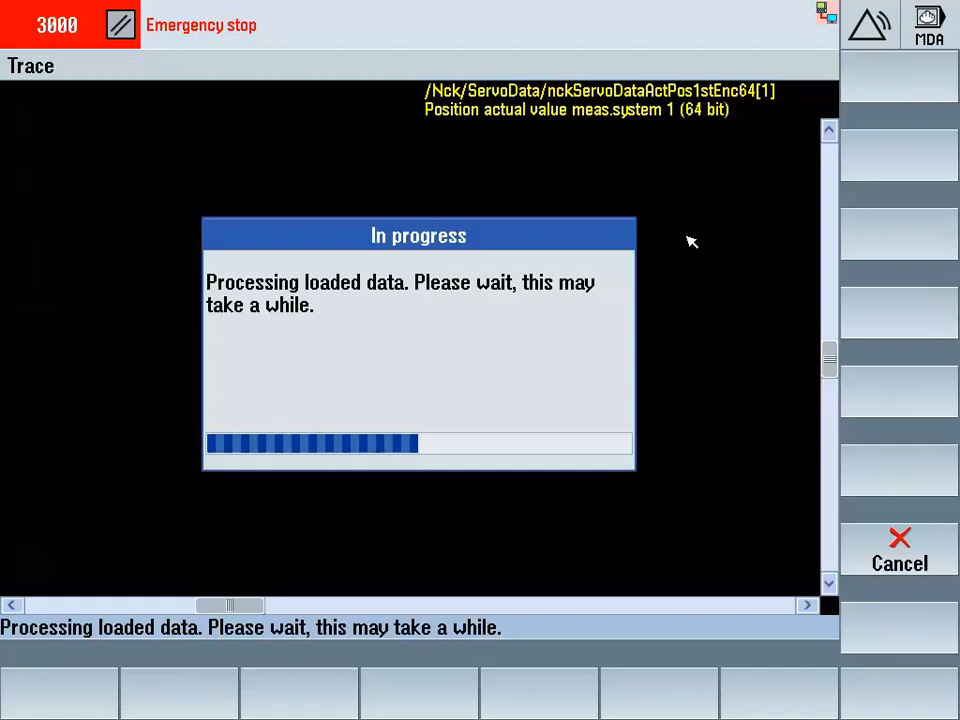 3000
Emergency stop
MDA
Trace
/Nck/ServoData/nckServoDataActPos1stEnc64[1]
Position actual value meas.system 1 (64 bit)
In progress
Processing loaded data. Please wait, this may
take a while.
Cancel
Processing loaded data. Please wait, this may take a while.